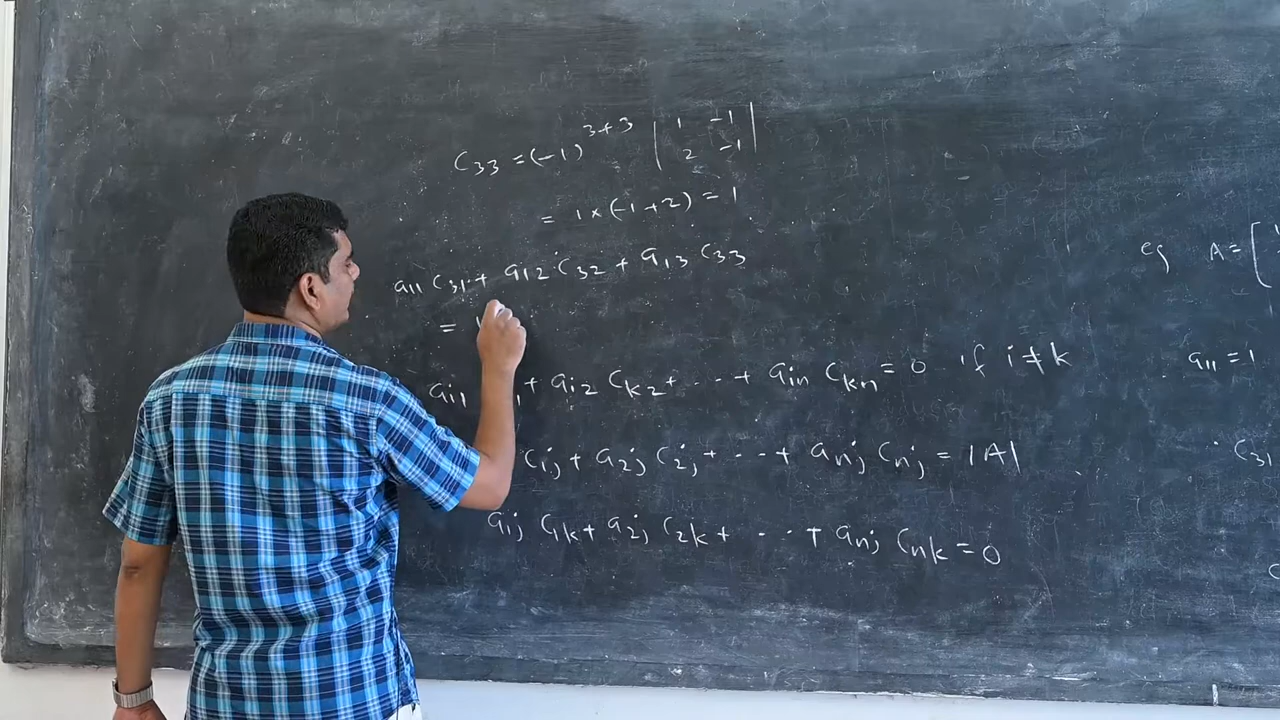 C33 = (-1)^3+3 | 1 -1 |
| 2 -1 |
= 1 × (-1+2) = 1
a11 C31 + a12 C32 + a13 C33
=
ai1 + ai2 Ck2 + ... + ain Ckn = 0 if i ≠ k
C1j + a2j C2j + ... + anj Cnj = |A|
a1j C1k + a2j C2k + ... + anj Cnk = 0
eg A = [
a11 = 1
C31